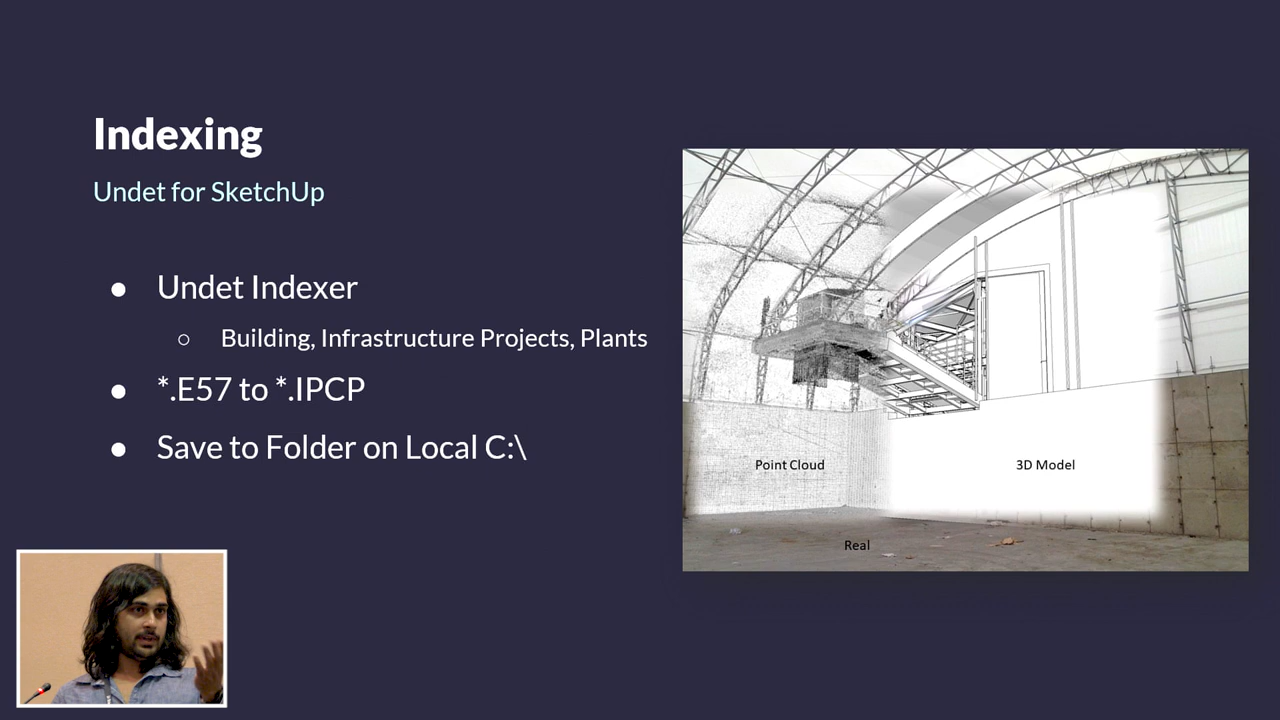 Indexing
Undet for SketchUp
● Undet Indexer
○ Building, Infrastructure Projects, Plants
● *.E57 to *.IPCP
● Save to Folder on Local C:\
Point Cloud
3D Model
Real